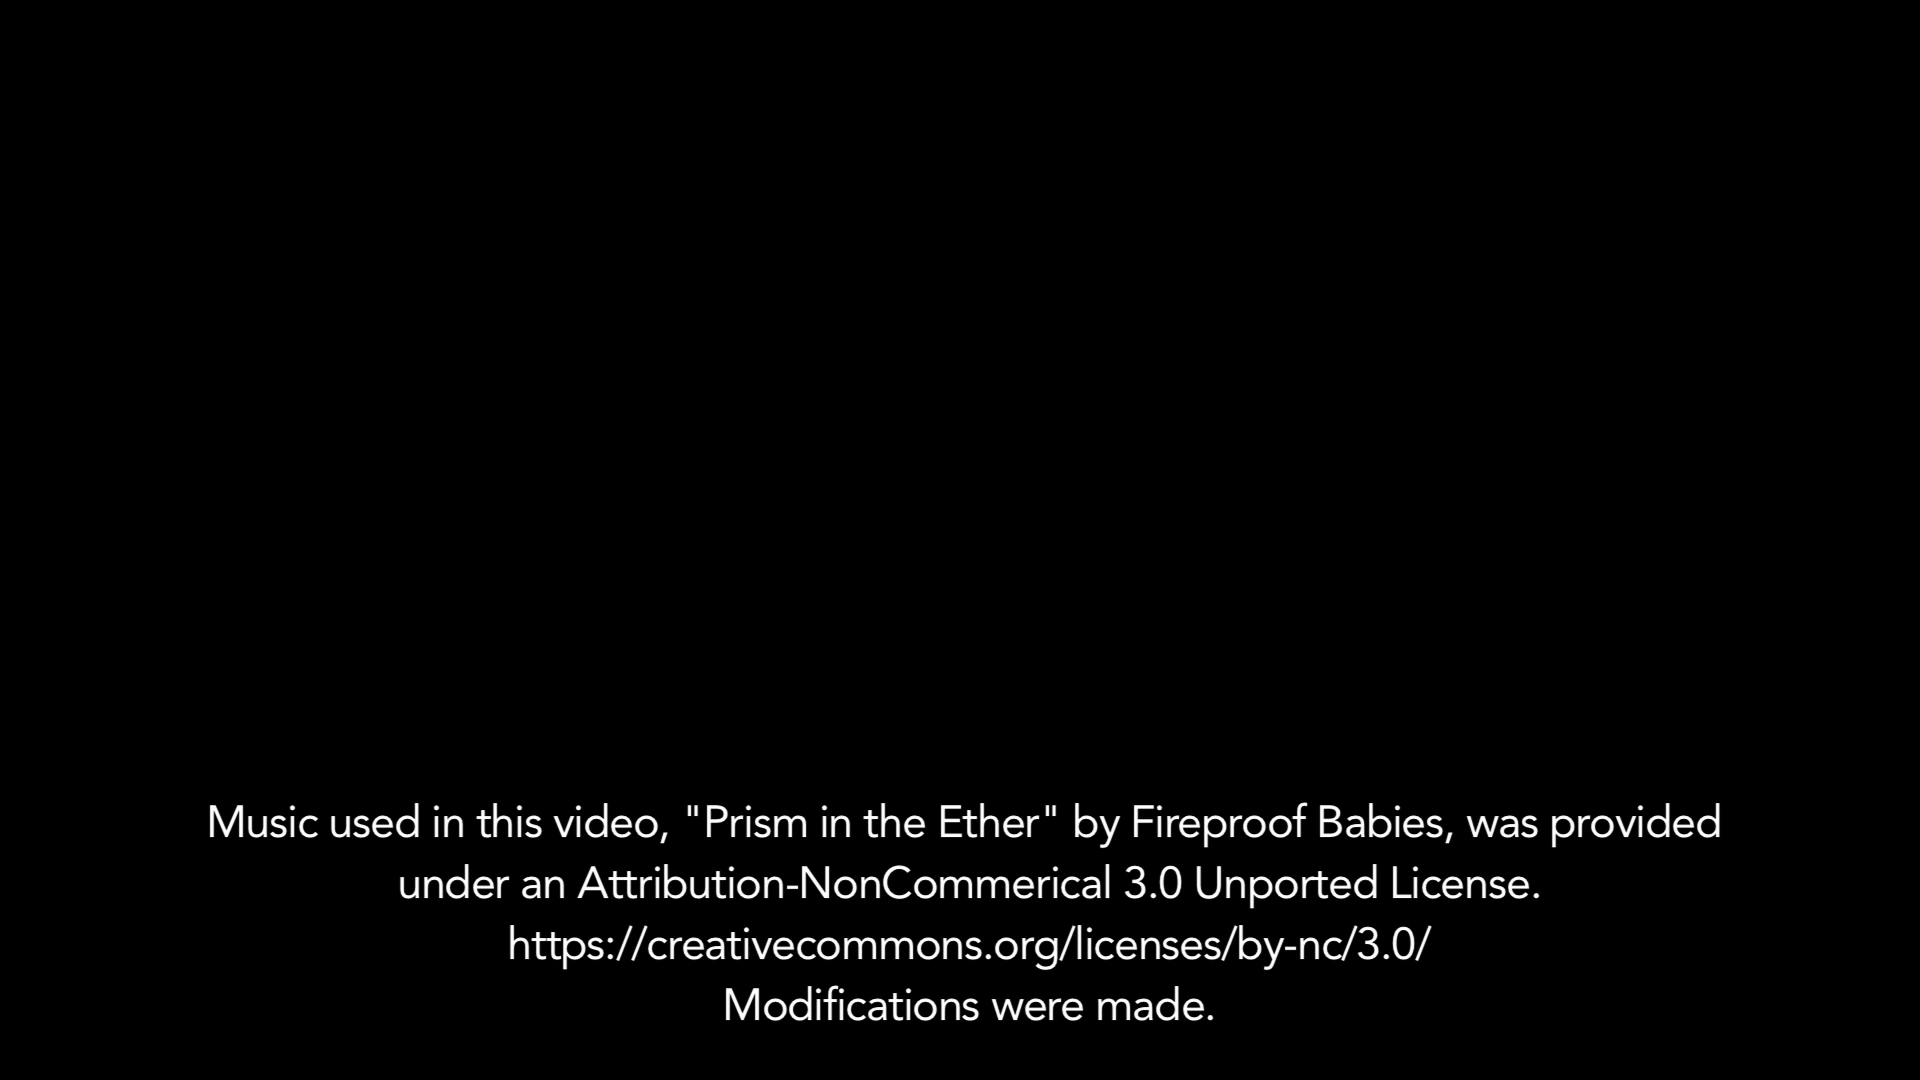 Music used in this video, "Prism in the Ether" by Fireproof Babies, was provided
under an Attribution-NonCommerical 3.0 Unported License.
https://creativecommons.org/licenses/by-nc/3.0/
Modifications were made.